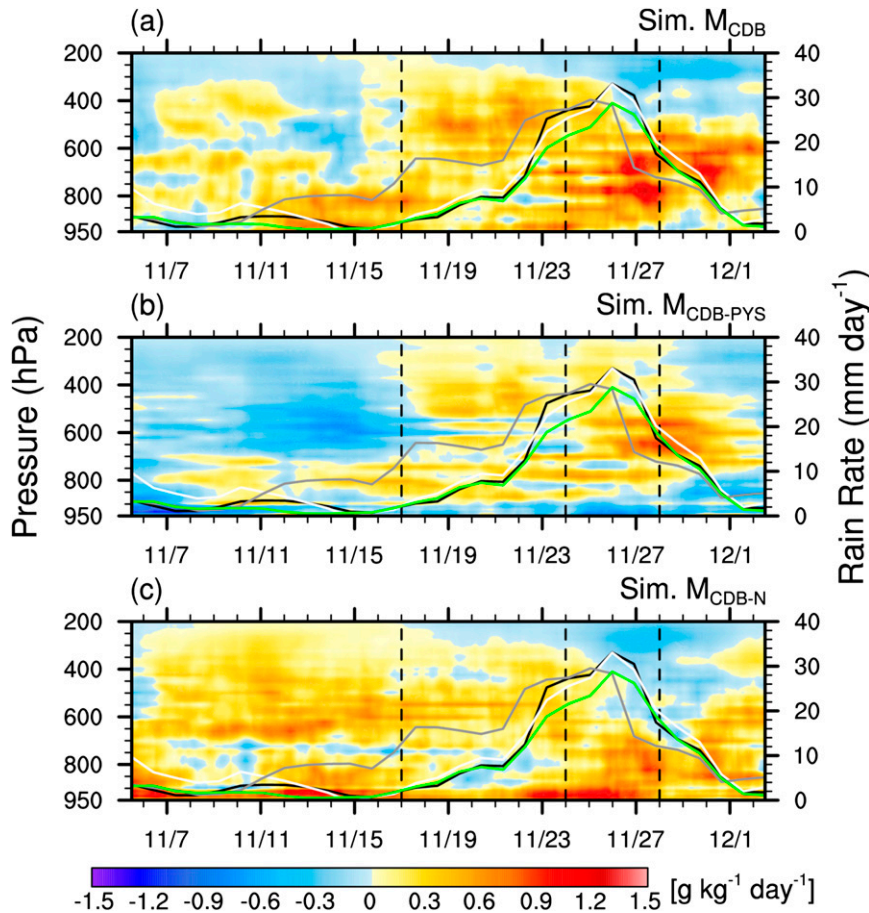 (a) Sim. M_CDB
200 40
400 30
600 20
800 10
950 0
11/7 11/11 11/15 11/19 11/23 11/27 12/1
(b) Sim. M_CDB-PYS
200 40
400 30
600 20
800 10
950 0
11/7 11/11 11/15 11/19 11/23 11/27 12/1
Pressure (hPa)
Rain Rate (mm day⁻¹)
(c) Sim. M_CDB-N
200 40
400 30
600 20
800 10
950 0
11/7 11/11 11/15 11/19 11/23 11/27 12/1
-1.5 -1.2 -0.9 -0.6 -0.3 0 0.3 0.6 0.9 1.2 1.5 [g kg⁻¹ day⁻¹]